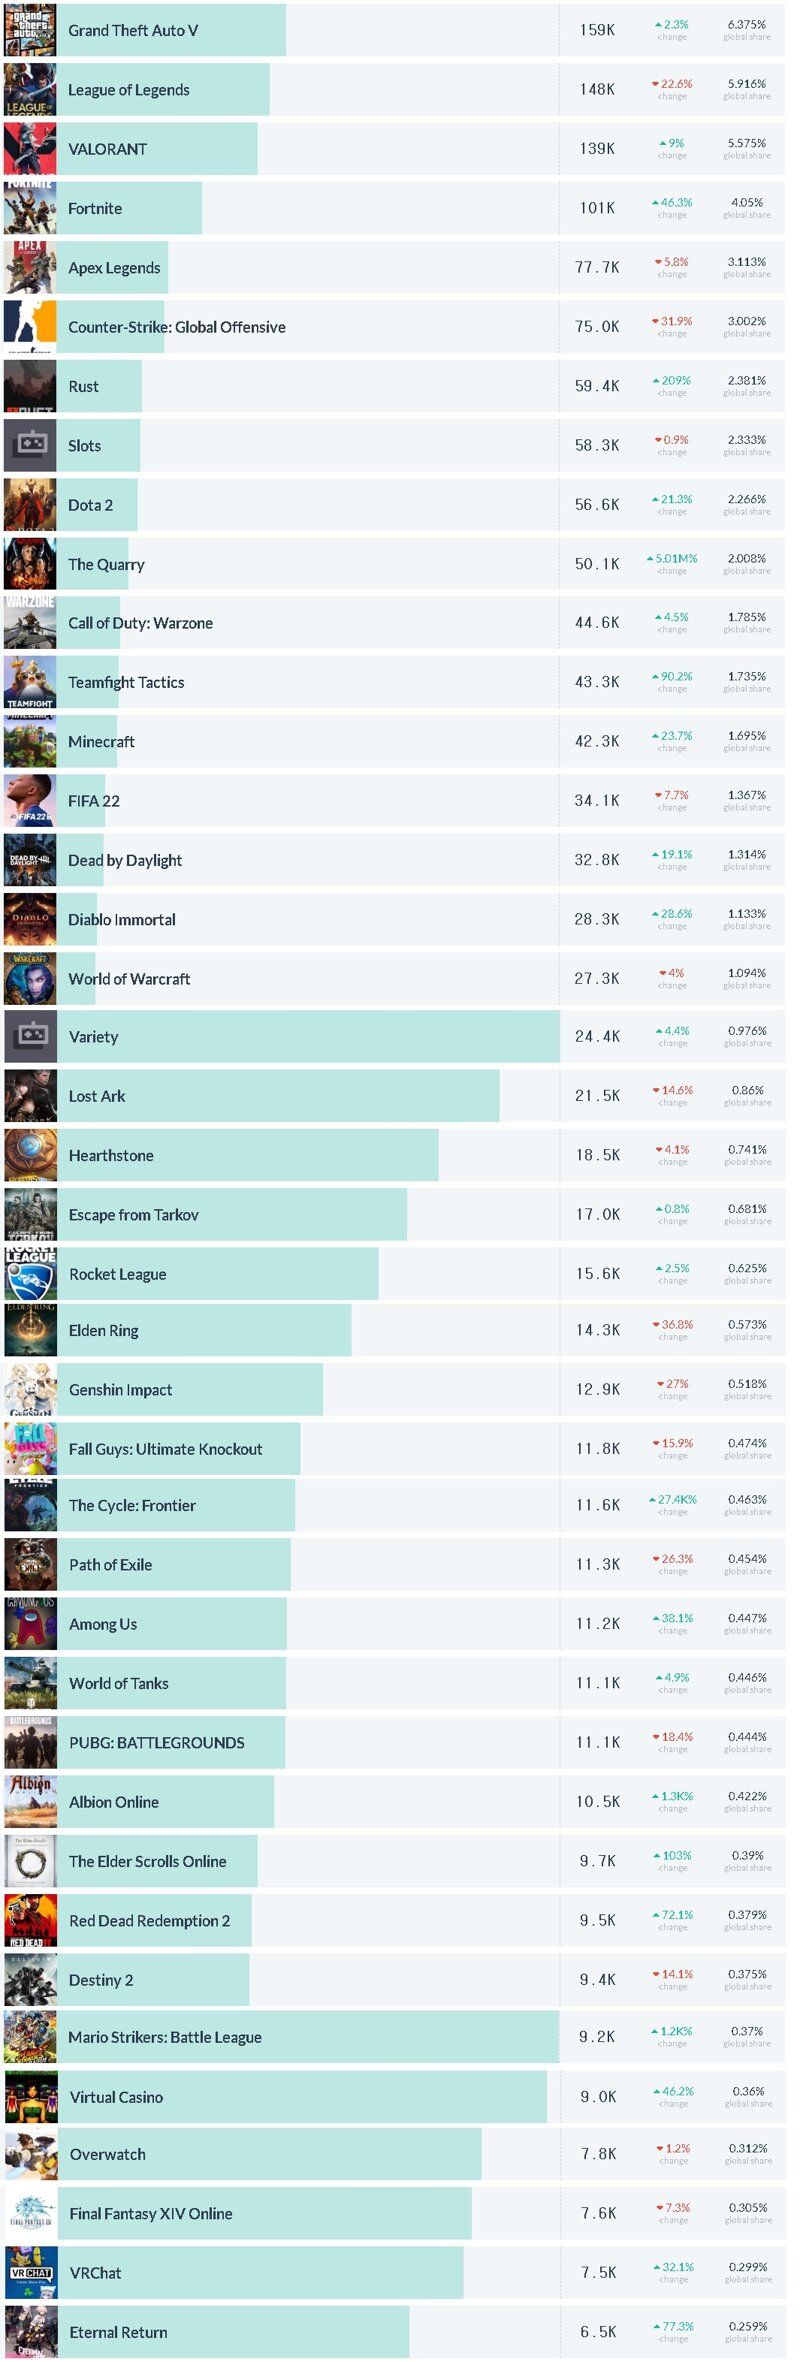 Grand Theft Auto V 159K 2.3% 6.375%
change global share
League of Legends 148K 22.6% 5.916%
change global share
VALORANT 139K 9% 5.575%
change global share
Fortnite 101K 46.3% 4.05%
change global share
Apex Legends 77.7K 5.8% 3.113%
change global share
Counter-Strike: Global Offensive 75.0K 31.9% 3.002%
change global share
Rust 59.4K 209% 2.381%
change global share
Slots 58.3K 0.9% 2.333%
change global share
Dota 2 56.6K 21.3% 2.266%
change global share
The Quarry 50.1K 5.01M% 2.008%
change global share
Call of Duty: Warzone 44.6K 4.5% 1.785%
change global share
Teamfight Tactics 43.3K 90.2% 1.735%
change global share
Minecraft 42.3K 23.7% 1.695%
change global share
FIFA 22 34.1K 7.7% 1.367%
change global share
Dead by Daylight 32.8K 19.1% 1.314%
change global share
Diablo Immortal 28.3K 28.6% 1.133%
change global share
World of Warcraft 27.3K 4% 1.094%
change global share
Variety 24.4K 4.4% 0.976%
change global share
Lost Ark 21.5K 14.6% 0.86%
change global share
Hearthstone 18.5K 4.1% 0.741%
change global share
Escape from Tarkov 17.0K 0.8% 0.681%
change global share
Rocket League 15.6K 2.5% 0.625%
change global share
Elden Ring 14.3K 36.8% 0.573%
change global share
Genshin Impact 12.9K 27% 0.518%
change global share
Fall Guys: Ultimate Knockout 11.8K 15.9% 0.474%
change global share
The Cycle: Frontier 11.6K 27.4K% 0.463%
change global share
Path of Exile 11.3K 26.3% 0.454%
change global share
Among Us 11.2K 38.1% 0.447%
change global share
World of Tanks 11.1K 4.9% 0.446%
change global share
PUBG: BATTLEGROUNDS 11.1K 18.4% 0.444%
change global share
Albion Online 10.5K 1.3K% 0.422%
change global share
The Elder Scrolls Online 9.7K 103% 0.39%
change global share
Red Dead Redemption 2 9.5K 72.1% 0.379%
change global share
Destiny 2 9.4K 14.1% 0.375%
change global share
Mario Strikers: Battle League 9.2K 1.2K% 0.37%
change global share
Virtual Casino 9.0K 46.2% 0.36%
change global share
Overwatch 7.8K 1.2% 0.312%
change global share
Final Fantasy XIV Online 7.6K 7.3% 0.305%
change global share
VRChat 7.5K 32.1% 0.299%
change global share
Eternal Return 6.5K 77.3% 0.259%
change global share